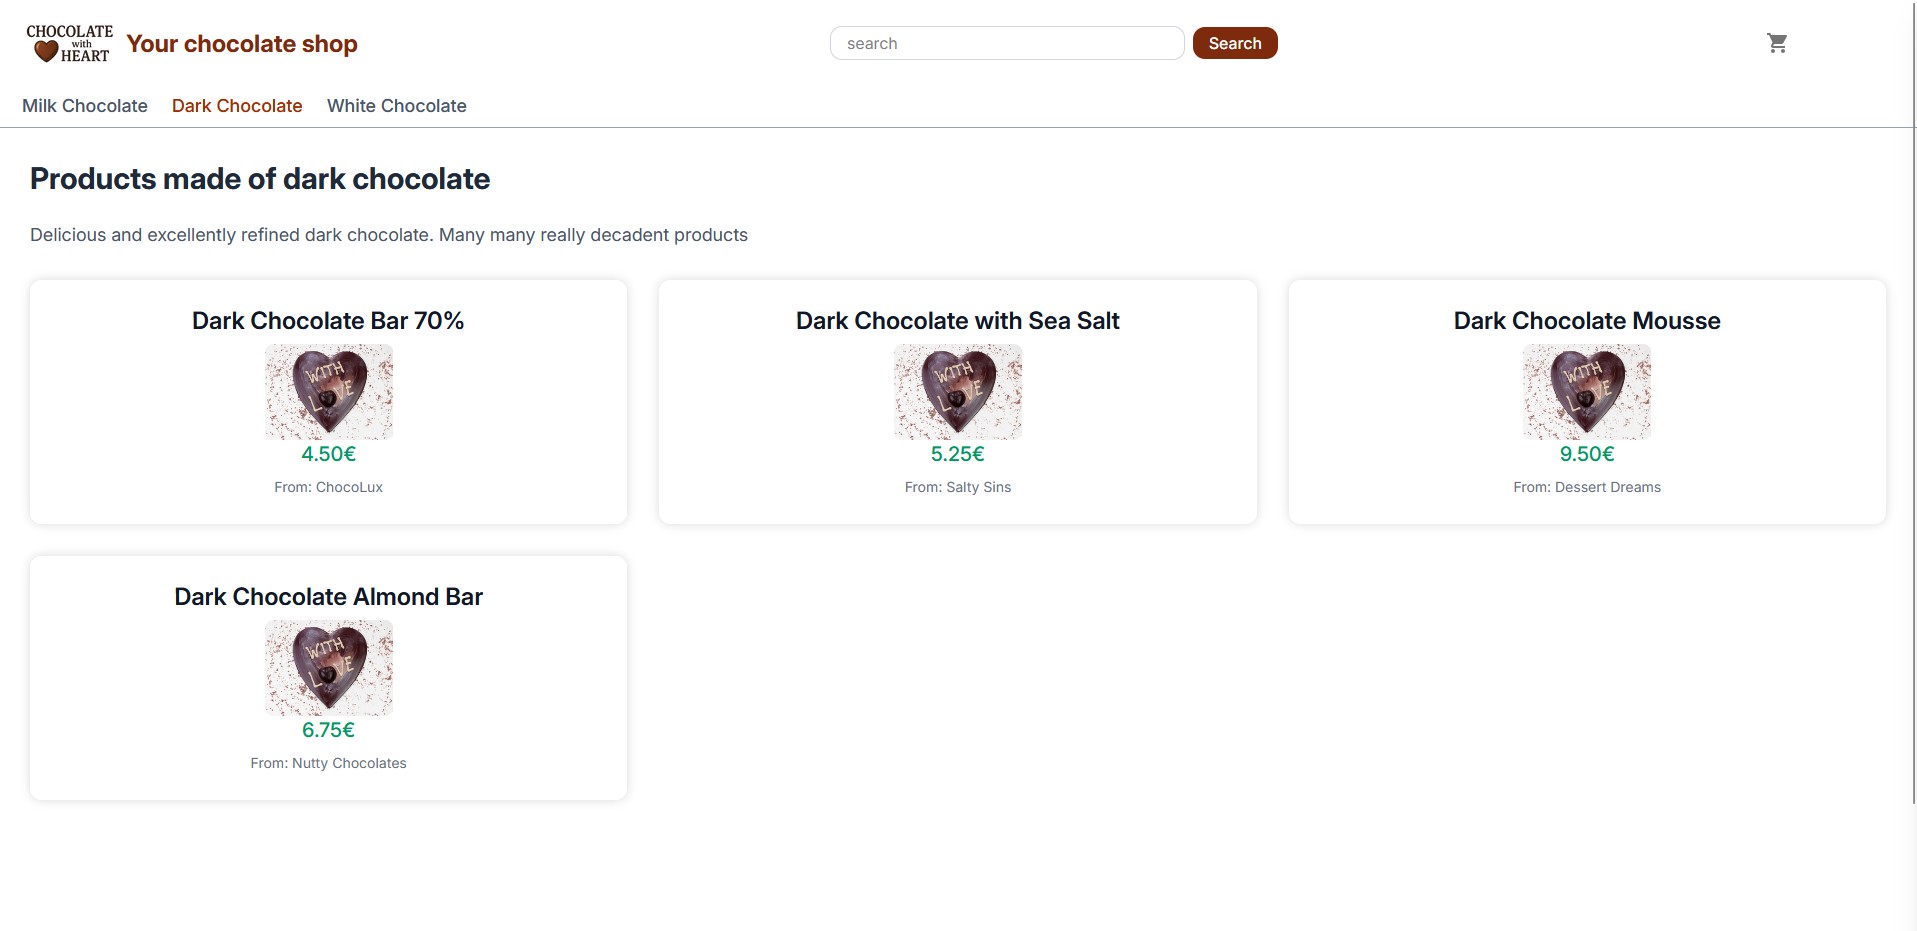 CHOCOLATE
with
HEART
Your chocolate shop
search
Search
Milk Chocolate
Dark Chocolate
White Chocolate
Products made of dark chocolate
Delicious and excellently refined dark chocolate. Many many really decadent products
Dark Chocolate Bar 70%
WITH
LOVE
4.50€
From: ChocoLux
Dark Chocolate with Sea Salt
WITH
LOVE
5.25€
From: Salty Sins
Dark Chocolate Mousse
WITH
LOVE
9.50€
From: Dessert Dreams
Dark Chocolate Almond Bar
WITH
LOVE
6.75€
From: Nutty Chocolates